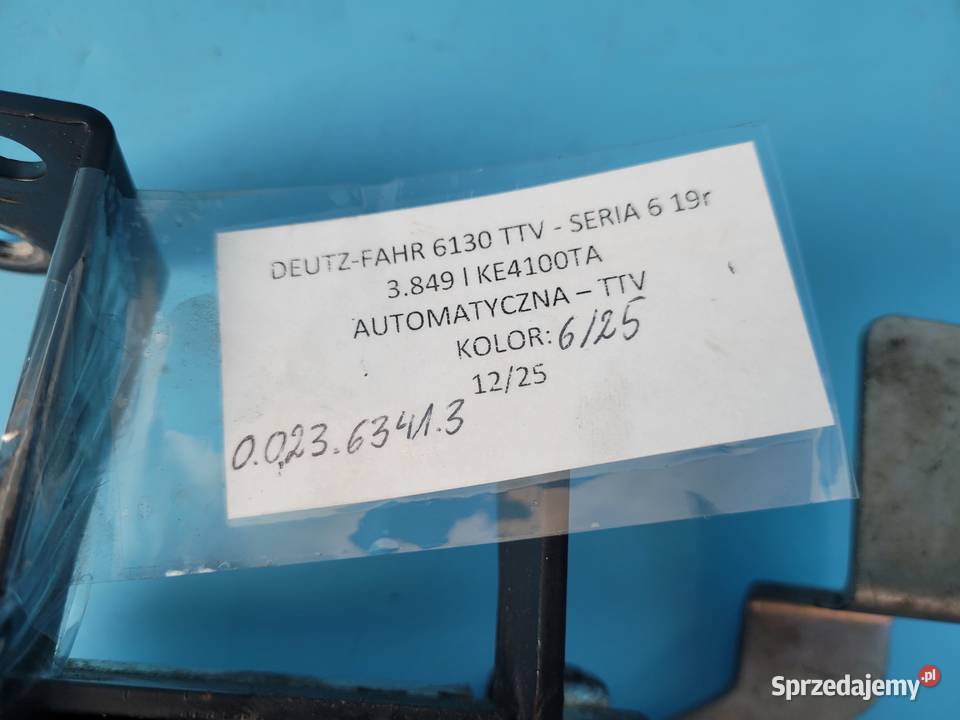 DEUTZ-FAHR 6130 TTV - SERIA 6 19r
3.849 l KE4100TA
AUTOMATYCZNA – TTV
KOLOR: 6/25
12/25
0.023.6341.3
Sprzedajemy.pl